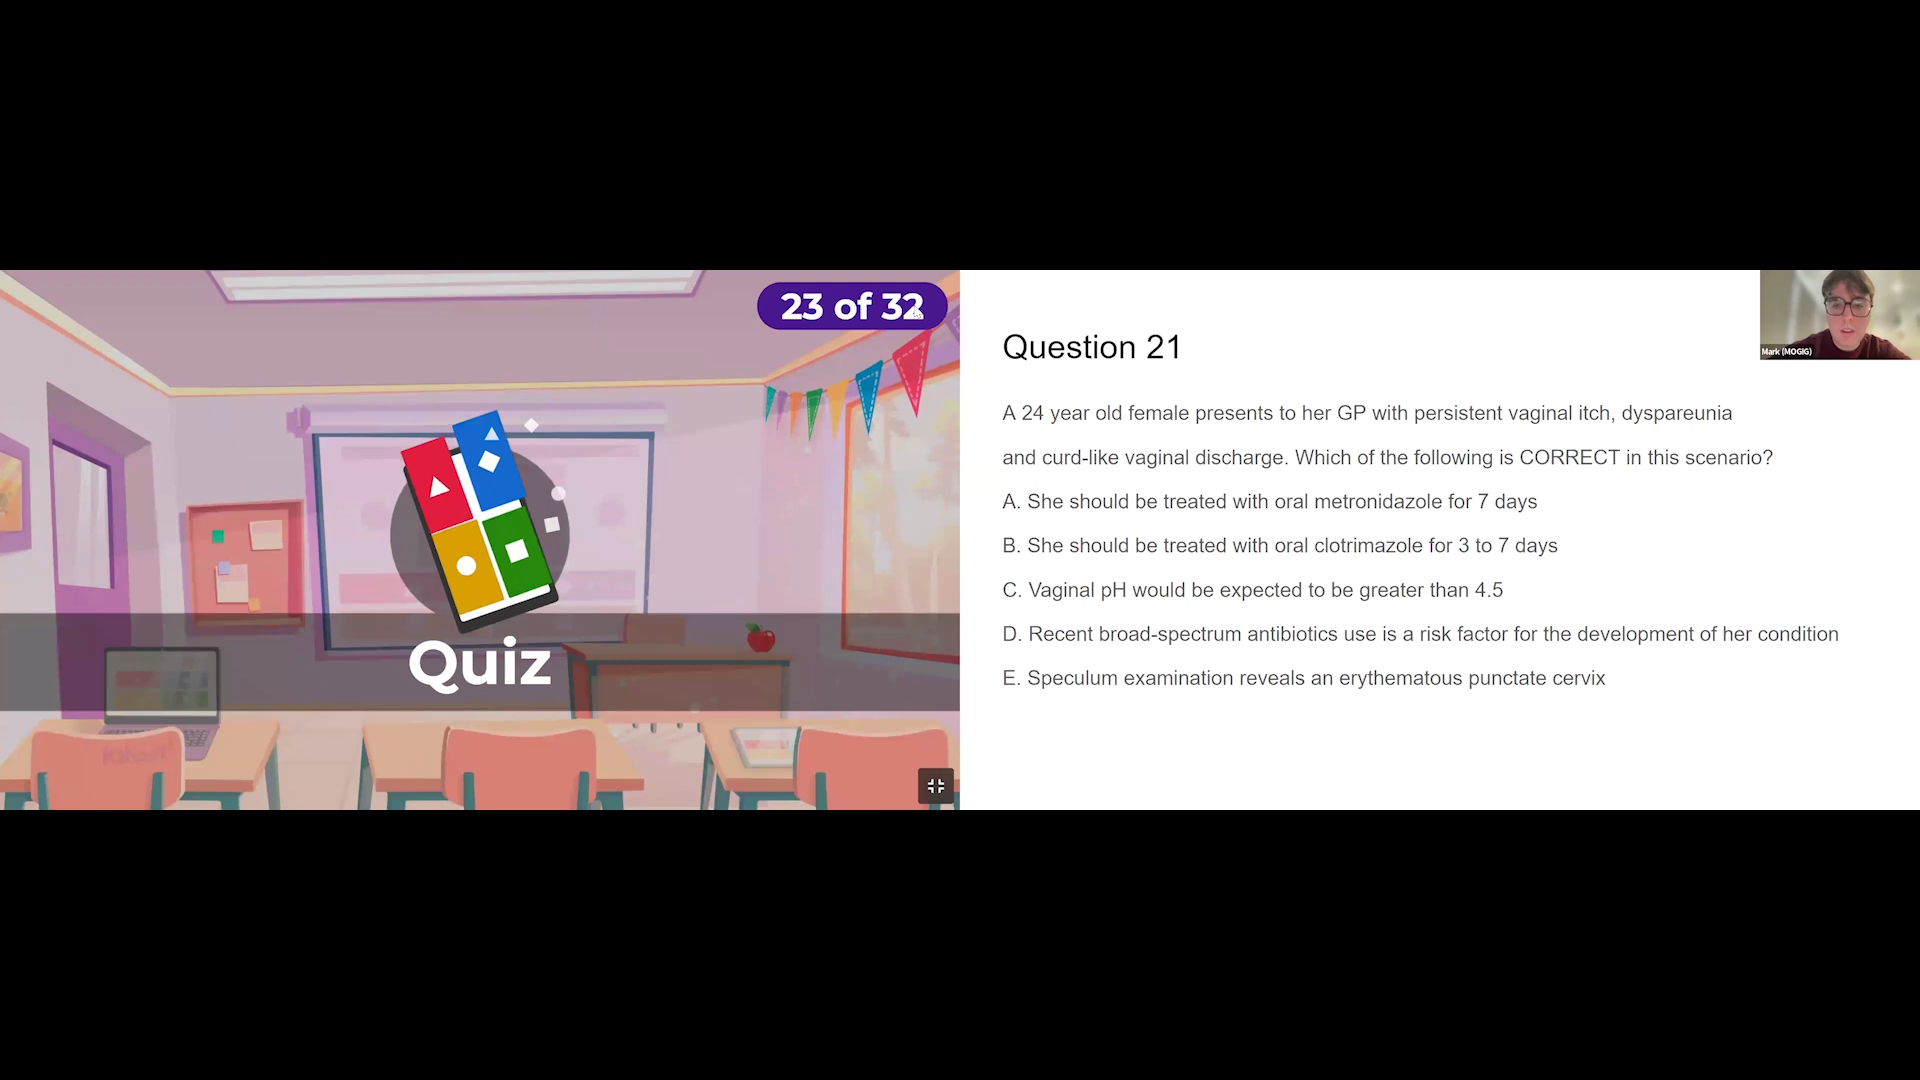 23 of 32
Quiz
Question 21
A 24 year old female presents to her GP with persistent vaginal itch, dyspareunia
and curd-like vaginal discharge. Which of the following is CORRECT in this scenario?
A. She should be treated with oral metronidazole for 7 days
B. She should be treated with oral clotrimazole for 3 to 7 days
C. Vaginal pH would be expected to be greater than 4.5
D. Recent broad-spectrum antibiotics use is a risk factor for the development of her condition
E. Speculum examination reveals an erythematous punctate cervix
Mark (MOGIG)
Kahoot!